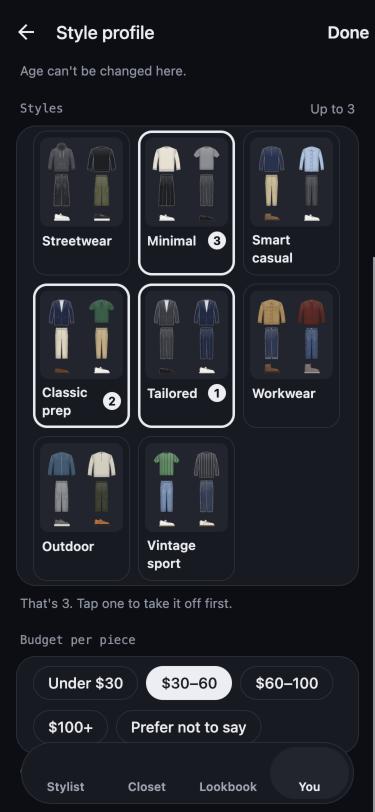 Style profile
Done
Age can't be changed here.
Styles
Up to 3
Streetwear
Minimal
3
Smart
casual
Classic
prep
2
Tailored
1
Workwear
Outdoor
Vintage
sport
That's 3. Tap one to take it off first.
Budget per piece
Under $30
$30–60
$60–100
$100+
Prefer not to say
Stylist
Closet
Lookbook
You